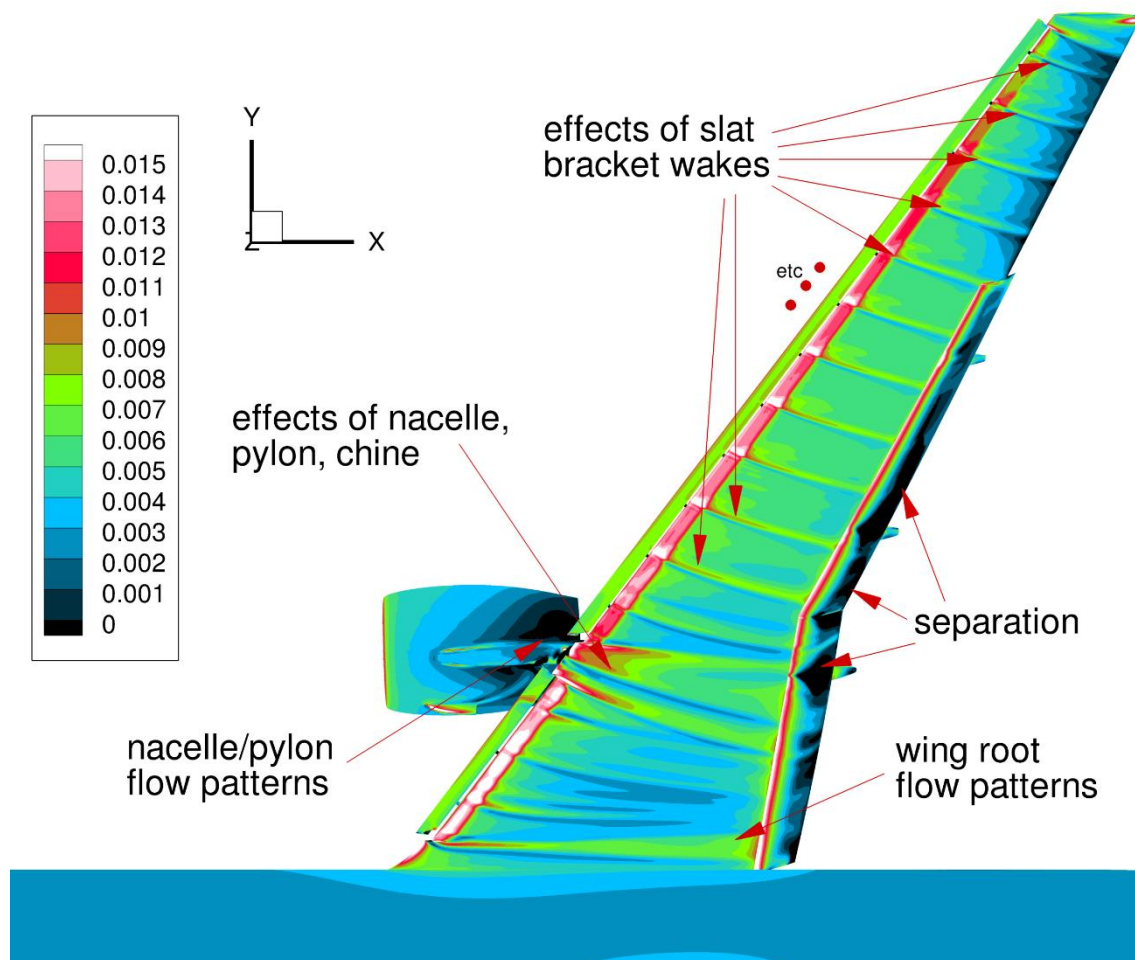 effects of slat
bracket wakes
etc
0.015
0.014
0.013
0.012
0.011
0.01
0.009
0.008
0.007
0.006
0.005
0.004
0.003
0.002
0.001
0
Y
Z
X
effects of nacelle,
pylon, chine
separation
nacelle/pylon
flow patterns
wing root
flow patterns